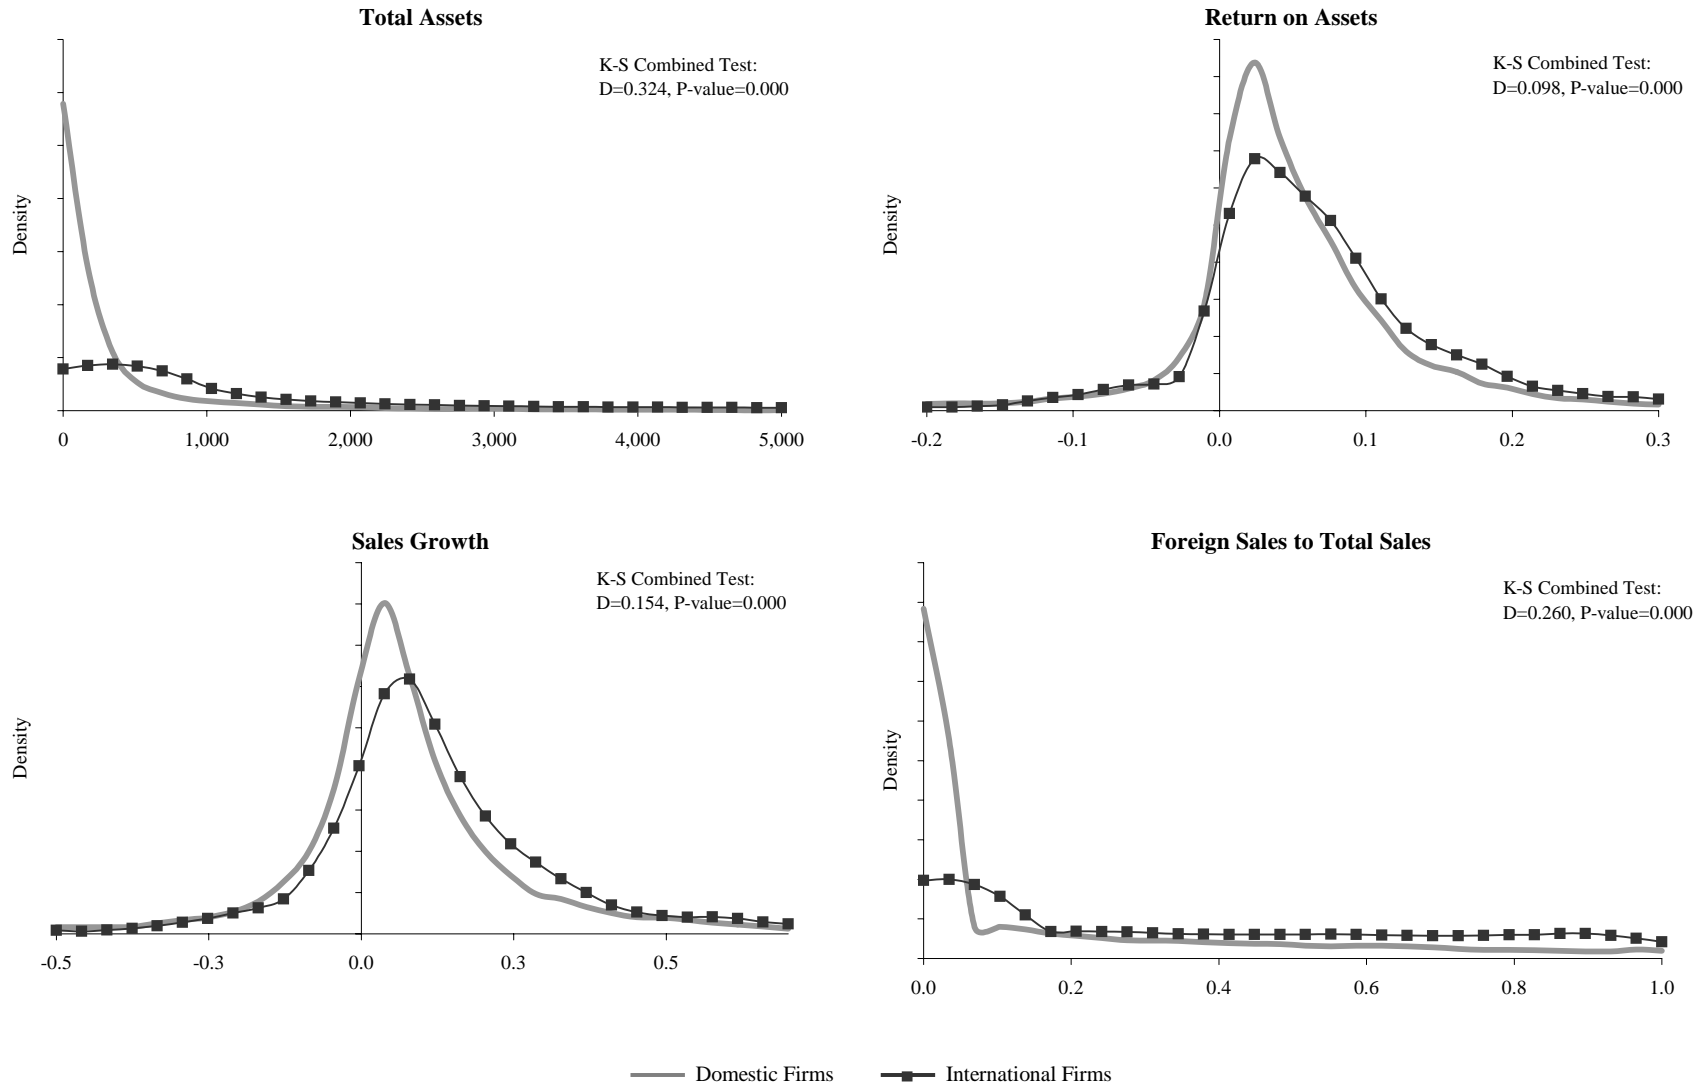 Total Assets
K-S Combined Test:
D=0.324, P-value=0.000
Density
0 1,000 2,000 3,000 4,000 5,000
Return on Assets
K-S Combined Test:
D=0.098, P-value=0.000
Density
-0.2 -0.1 0.0 0.1 0.2 0.3
Sales Growth
K-S Combined Test:
D=0.154, P-value=0.000
Density
-0.5 -0.3 0.0 0.3 0.5
Foreign Sales to Total Sales
K-S Combined Test:
D=0.260, P-value=0.000
Density
0.0 0.2 0.4 0.6 0.8 1.0
Domestic Firms International Firms